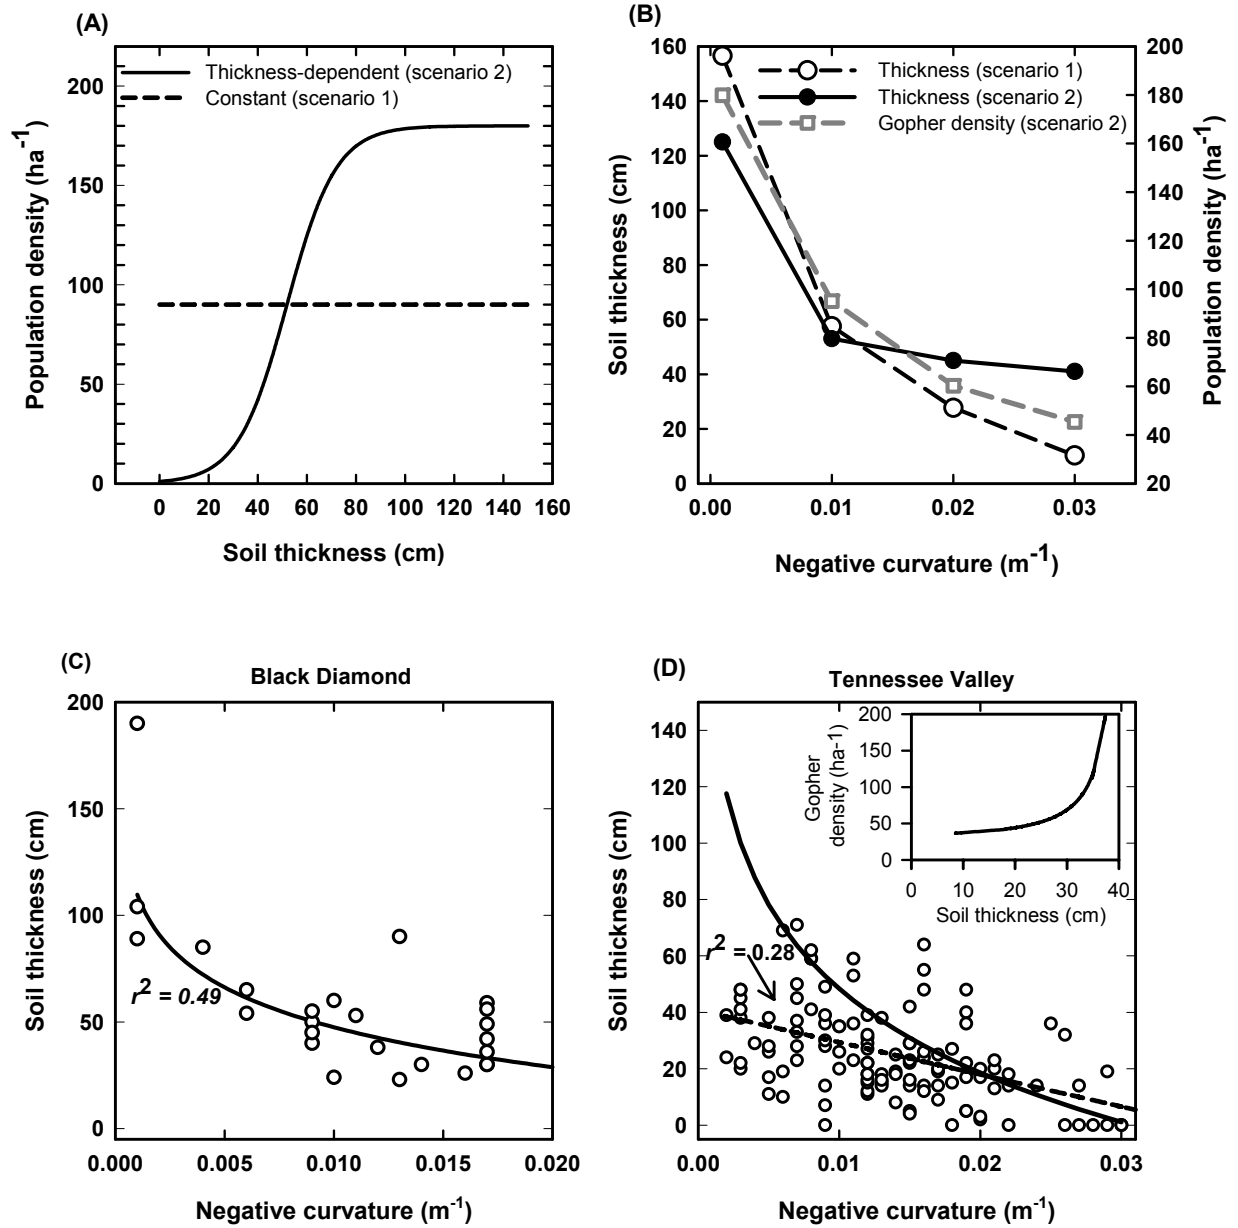 (A)
Thickness-dependent (scenario 2)
Constant (scenario 1)
Population density (ha-1)
200
150
100
50
0
0 20 40 60 80 100 120 140 160
Soil thickness (cm)
(B)
Thickness (scenario 1)
Thickness (scenario 2)
Gopher density (scenario 2)
Soil thickness (cm)
160
140
120
100
80
60
40
20
0
200
180
160
140
120
100
80
60
40
20
Population density (ha-1)
0.00 0.01 0.02 0.03
Negative curvature (m-1)
(C)
Black Diamond
Soil thickness (cm)
200
150
100
50
0
r2 = 0.49
0.000 0.005 0.010 0.015 0.020
Negative curvature (m-1)
(D)
Tennessee Valley
Soil thickness (cm)
140
120
100
80
60
40
20
0
r2 = 0.28
Gopher
density (ha-1)
200
150
100
50
0
0 10 20 30 40
Soil thickness (cm)
0.00 0.01 0.02 0.03
Negative curvature (m-1)